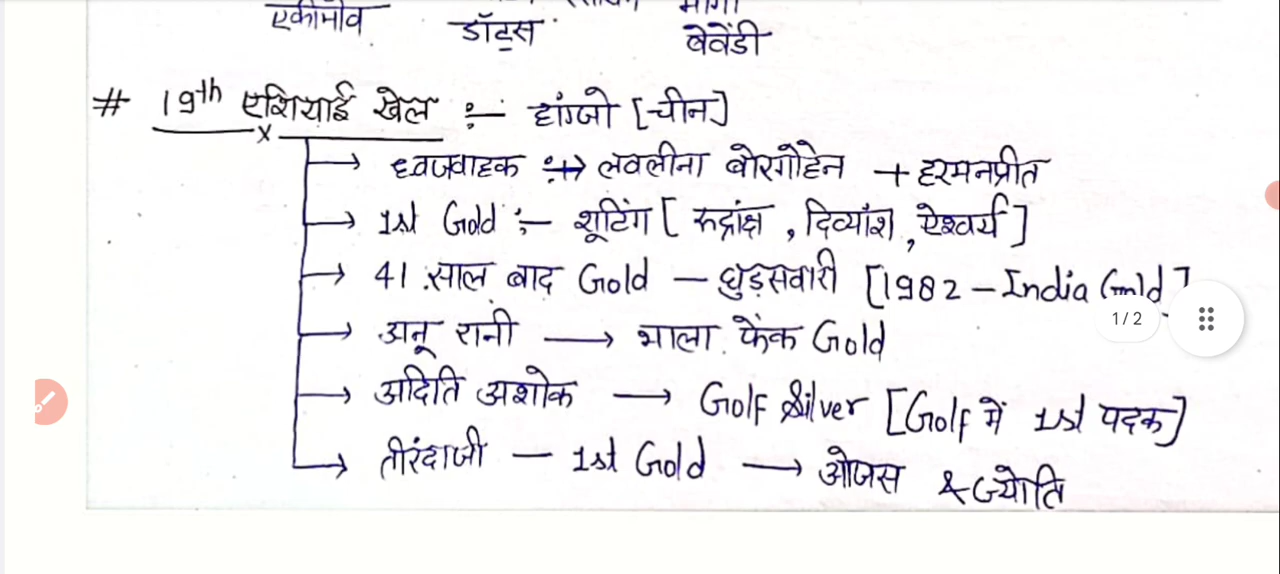 एकीमोव डॉट्स बेवेंडी
# 19th एशियाई खेल :- हांग्जो [चीन]
→ ध्वजवाहक → लवलीना बोरगोहेन + हरमनप्रीत
→ 1st Gold :- शूटिंग [रुद्रांक्ष, दिव्यांश, ऐश्वर्य]
→ 41 साल बाद Gold - घुड़सवारी [1982 - India Gold]
1/2
→ अनू रानी → भाला फेंक Gold
→ अदिति अशोक → Golf Silver [Golf में 1st पदक]
→ तीरंदाजी - 1st Gold → ओजस & ज्योति